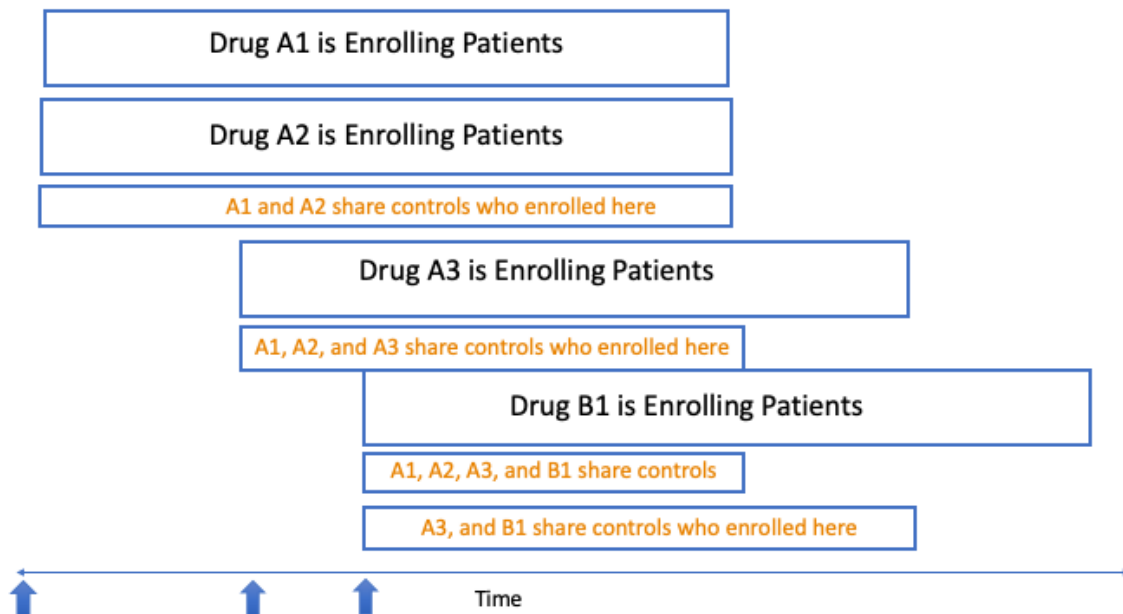 Drug A1 is Enrolling Patients
Drug A2 is Enrolling Patients
A1 and A2 share controls who enrolled here
Drug A3 is Enrolling Patients
A1, A2, and A3 share controls who enrolled here
Drug B1 is Enrolling Patients
A1, A2, A3, and B1 share controls
A3, and B1 share controls who enrolled here
Time